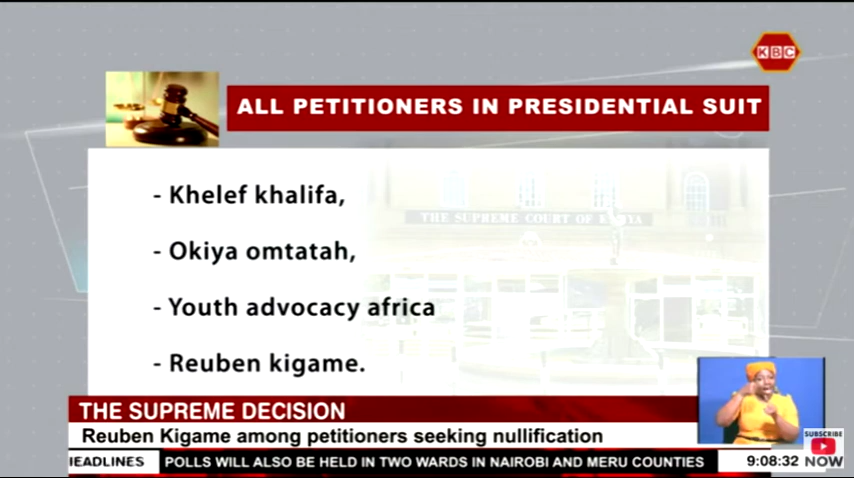 KBC
ALL PETITIONERS IN PRESIDENTIAL SUIT
- Khelef khalifa,
THE SUPREME COURT OF KENYA
- Okiya omtatah,
- Youth advocacy africa
- Reuben kigame.
THE SUPREME DECISION
Reuben Kigame among petitioners seeking nullification
SUBSCRIBE
HEADLINES POLLS WILL ALSO BE HELD IN TWO WARDS IN NAIROBI AND MERU COUNTIES 9:08:32 NOW